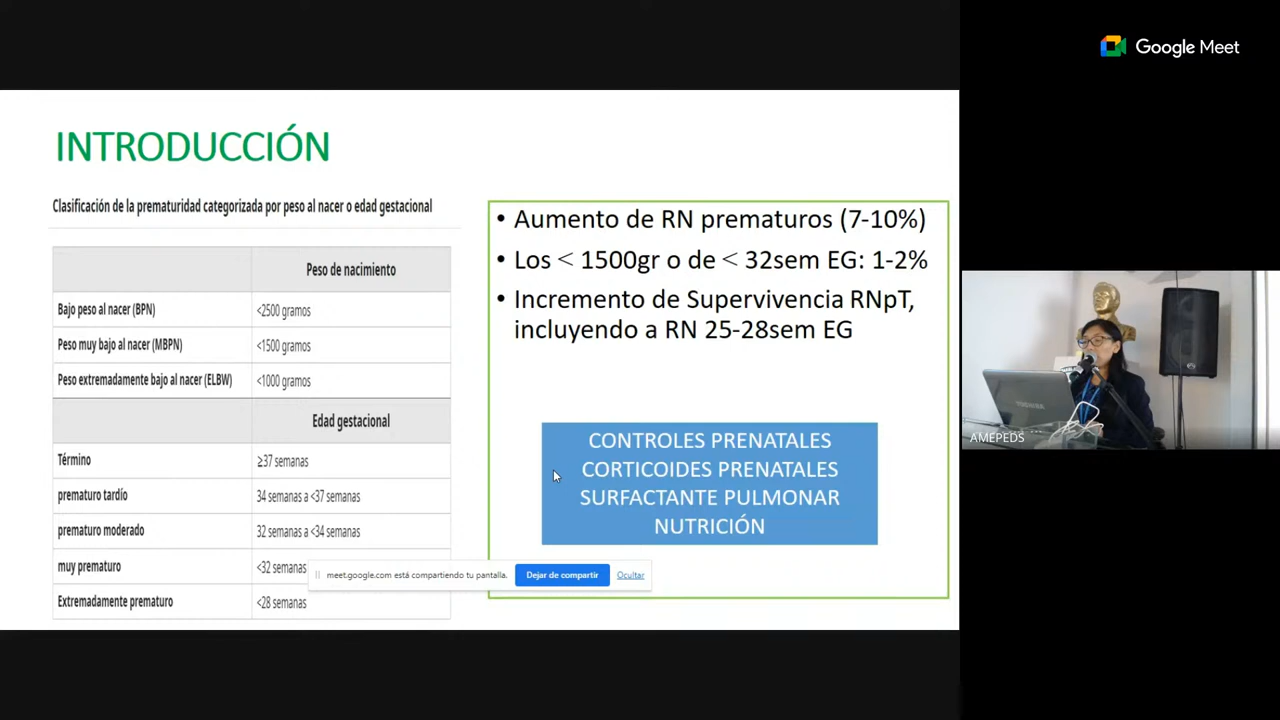 Google Meet
INTRODUCCIÓN
Clasificación de la prematuridad categorizada por peso al nacer o edad gestacional
Peso de nacimiento
Bajo peso al nacer (BPN) <2500 gramos
Peso muy bajo al nacer (MBPN) <1500 gramos
Peso extremadamente bajo al nacer (ELBW) <1000 gramos
Edad gestacional
Término ≥37 semanas
prematuro tardío 34 semanas a <37 semanas
prematuro moderado 32 semanas a <34 semanas
muy prematuro <32 semanas
Extremadamente prematuro <28 semanas
• Aumento de RN prematuros (7-10%)
• Los < 1500gr o de < 32sem EG: 1-2%
• Incremento de Supervivencia RNpT,
incluyendo a RN 25-28sem EG
CONTROLES PRENATALES
CORTICOIDES PRENATALES
SURFACTANTE PULMONAR
NUTRICIÓN
meet.google.com está compartiendo tu pantalla. Dejar de compartir Ocultar
TOSHIBA
AMEPEDS